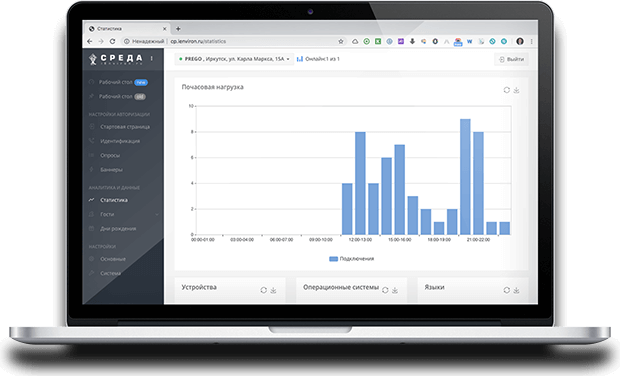 Статистика
Ненадежный | cp.ienviron.ru/statistics
СРЕДА
PREGO , Иркутск, ул. Карла Маркса, 15А
Онлайн: 1 из 1
Выйти
Рабочий стол new
Рабочий стол old
НАСТРОЙКИ АВТОРИЗАЦИИ
Стартовая страница
Идентификация
Опросы
Баннеры
АНАЛИТИКА И ДАННЫЕ
Статистика
Гости
Дни рождения
НАСТРОЙКИ
Основные
Система
Почасовая нагрузка
10
8
6
4
2
0
00:00-01:00 03:00-04:00 06:00-07:00 09:00-10:00 12:00-13:00 15:00-16:00 18:00-19:00 21:00-22:00
Подключения
Устройства
Операционные системы
Языки